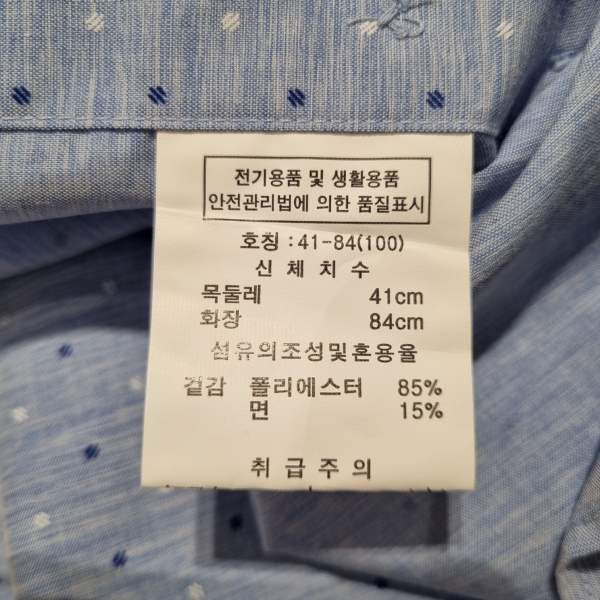 전기용품 및 생활용품
안전관리법에 의한 품질표시
호칭 : 41-84(100)
신 체 치 수
목둘레 41cm
화장 84cm
섬유의조성및혼용율
겉감 폴리에스터 85%
면 15%
취 급 주 의